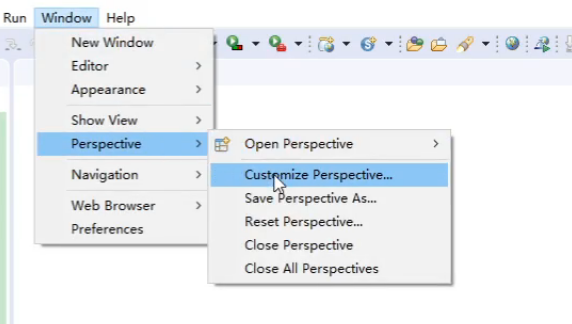 Run Window Help
New Window
Editor
Appearance
Show View
Perspective
Navigation
Web Browser
Preferences
Open Perspective
Customize Perspective...
Save Perspective As...
Reset Perspective...
Close Perspective
Close All Perspectives